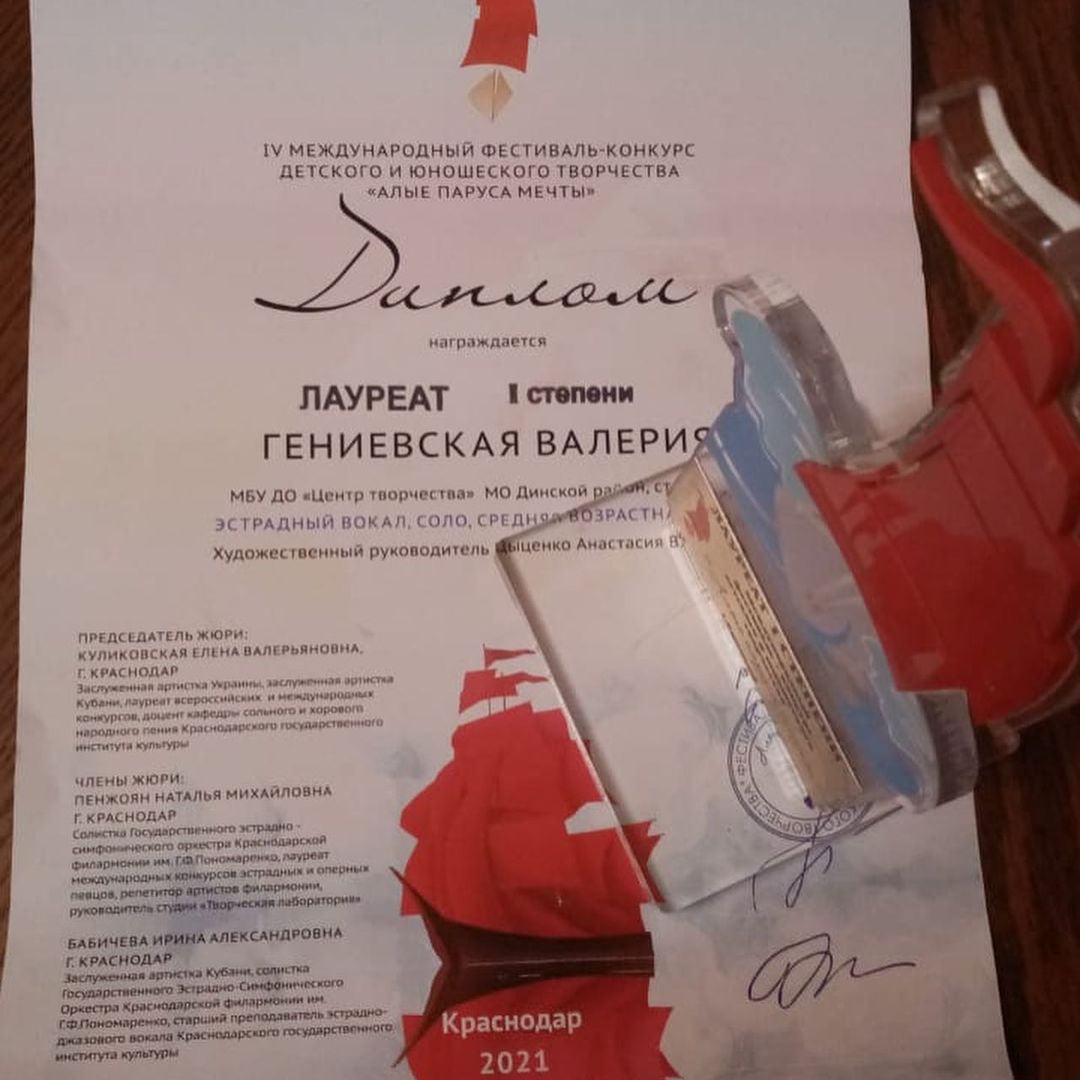 IV МЕЖДУНАРОДНЫЙ ФЕСТИВАЛЬ-КОНКУРС
ДЕТСКОГО И ЮНОШЕСКОГО ТВОРЧЕСТВА
«АЛЫЕ ПАРУСА МЕЧТЫ»
Диплом
награждается
ЛАУРЕАТ I степени
ГЕНИЕВСКАЯ ВАЛЕРИЯ
МБУ ДО «Центр творчества» МО Динской район, ст
ЭСТРАДНЫЙ ВОКАЛ, СОЛО, СРЕДНЯЯ ВОЗРАСТНА
Художественный руководитель Цыценко Анастасия В
ПРЕДСЕДАТЕЛЬ ЖЮРИ:
КУЛИКОВСКАЯ ЕЛЕНА ВАЛЕРЬЯНОВНА,
Г. КРАСНОДАР
Заслуженная артистка Украины, заслуженная артистка
Кубани, лауреат всероссийских и международных
конкурсов, доцент кафедры сольного и хорового
народного пения Краснодарского государственного
института культуры
ЧЛЕНЫ ЖЮРИ:
ПЕНЖОЯН НАТАЛЬЯ МИХАЙЛОВНА
Г. КРАСНОДАР
Солистка Государственного эстрадно -
симфонического оркестра Краснодарской
филармонии им. Г.Ф.Пономаренко, лауреат
международных конкурсов эстрадных и оперных
певцов, репетитор артистов филармонии,
руководитель студии «Творческая лаборатория»
БАБИЧЕВА ИРИНА АЛЕКСАНДРОВНА
Г. КРАСНОДАР
Заслуженная артистка Кубани, солистка
Государственного Эстрадно-Симфонического
Оркестра Краснодарской филармонии им.
Г.Ф.Пономаренко, старший преподаватель эстрадно-
джазового вокала Краснодарского государственного
института культуры
Краснодар
2021